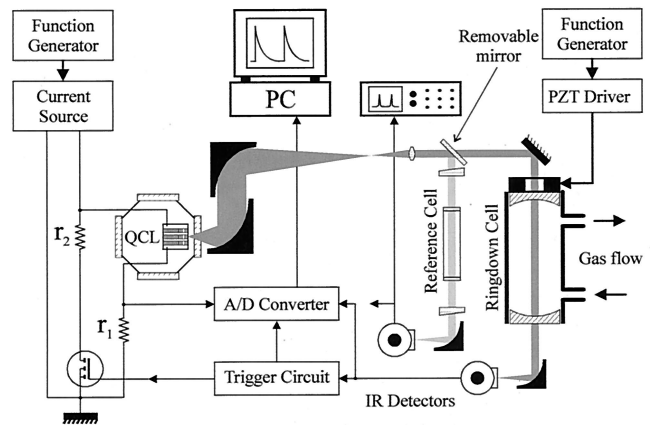 Function
Generator
Current
Source
PC
Removable
mirror
Function
Generator
PZT Driver
r2
QCL
Reference Cell
Ringdown Cell
Gas flow
r1
A/D Converter
Trigger Circuit
IR Detectors